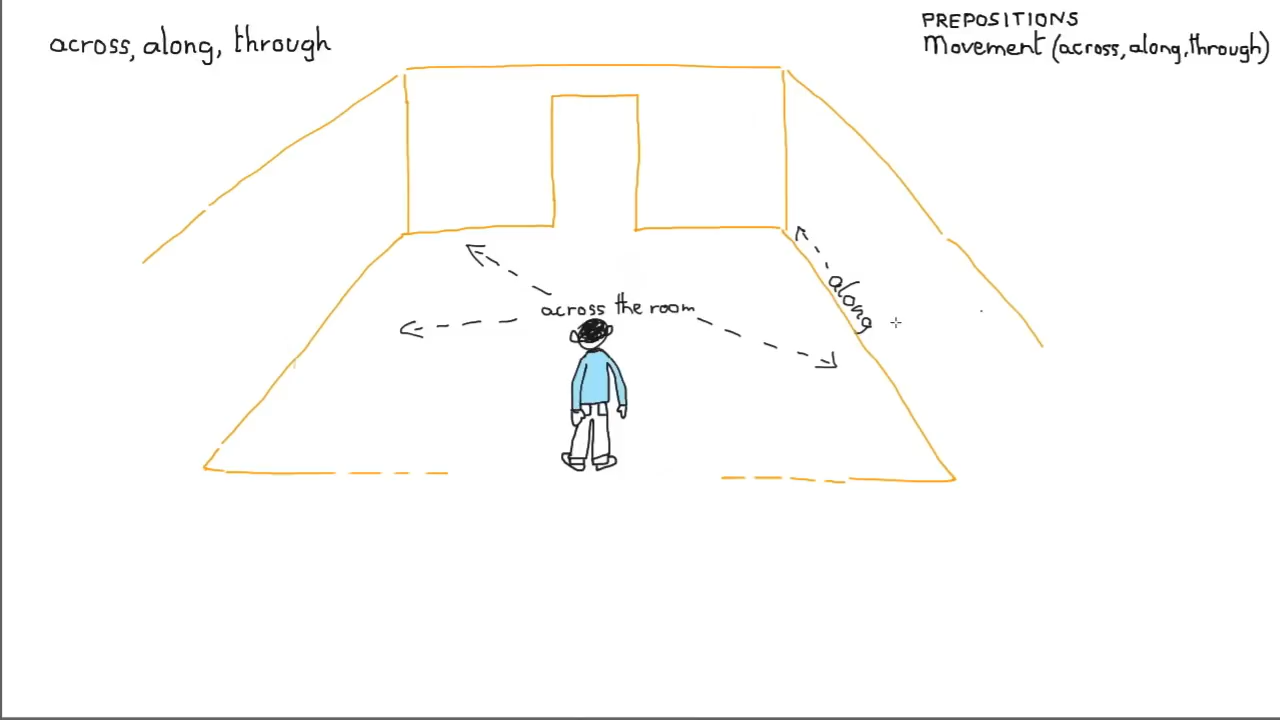 across, along, through
PREPOSITIONS
Movement (across, along, through)
across the room
along